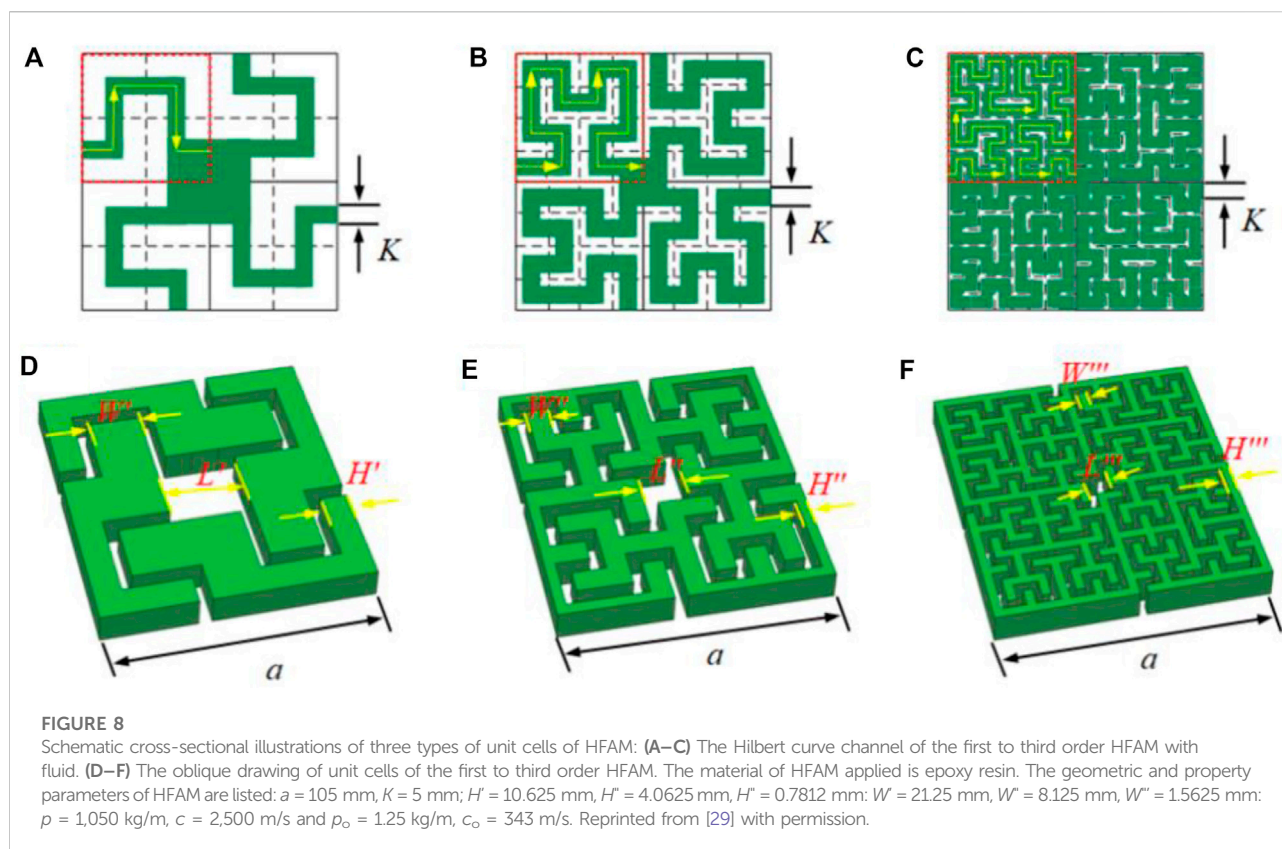 A
B
C
K
K
K
D
E
F
W'
L'
H'
a
W''
L''
H''
a
W'''
L'''
H'''
a
FIGURE 8
Schematic cross-sectional illustrations of three types of unit cells of HFAM: (A–C) The Hilbert curve channel of the first to third order HFAM with
fluid. (D–F) The oblique drawing of unit cells of the first to third order HFAM. The material of HFAM applied is epoxy resin. The geometric and property
parameters of HFAM are listed: a = 105 mm, K = 5 mm; H' = 10.625 mm, H" = 4.0625 mm, H" = 0.7812 mm: W' = 21.25 mm, W" = 8.125 mm, W"' = 1.5625 mm:
p = 1,050 kg/m, c = 2,500 m/s and pₒ = 1.25 kg/m, cₒ = 343 m/s. Reprinted from [29] with permission.